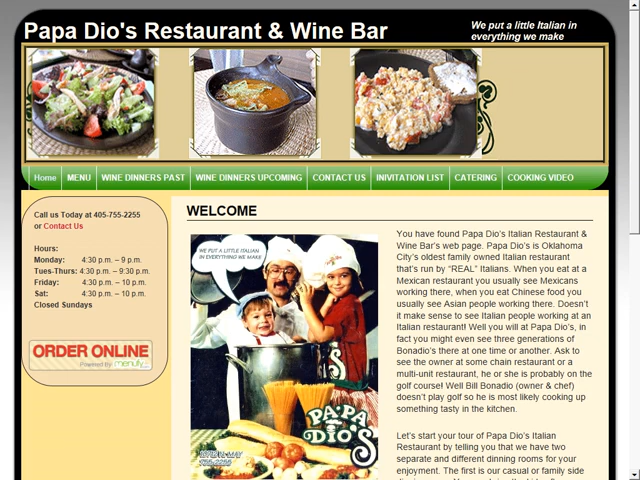 Papa Dio's Restaurant & Wine Bar
We put a little Italian in
everything we make
Home
MENU
WINE DINNERS PAST
WINE DINNERS UPCOMING
CONTACT US
INIVITATION LIST
CATERING
COOKING VIDEO
Call us Today at 405-755-2255
or Contact Us
Hours:
Monday: 4:30 p.m. – 9 p.m.
Tues-Thurs: 4:30 p.m. – 9:30 p.m.
Friday: 4:30 p.m. – 10 p.m.
Sat: 4:30 p.m. – 10 p.m.
Closed Sundays
ORDER ONLINE
Powered By: menufy
WELCOME
WE PUT A LITTLE ITALIAN
IN EVERYTHING WE MAKE
PAPA
DIO'S
755-2255
You have found Papa Dio's Italian Restaurant &
Wine Bar's web page. Papa Dio's is Oklahoma
City's oldest family owned Italian restaurant
that's run by "REAL" Italians. When you eat at a
Mexican restaurant you usually see Mexicans
working there, when you eat Chinese food you
usually see Asian people working there. Doesn't
it make sense to see Italian people working at an
Italian restaurant! Well you will at Papa Dio's, in
fact you might even see three generations of
Bonadio's there at one time or another. Ask to
see the owner at some chain restaurant or a
multi-unit restaurant, he or she is probably on the
golf course! Well Bill Bonadio (owner & chef)
doesn't play golf so he is most likely cooking up
something tasty in the kitchen.
Let's start your tour of Papa Dio's Italian
Restaurant by telling you that we have two
separate and different dining rooms for your
enjoyment. The first is our casual or family side